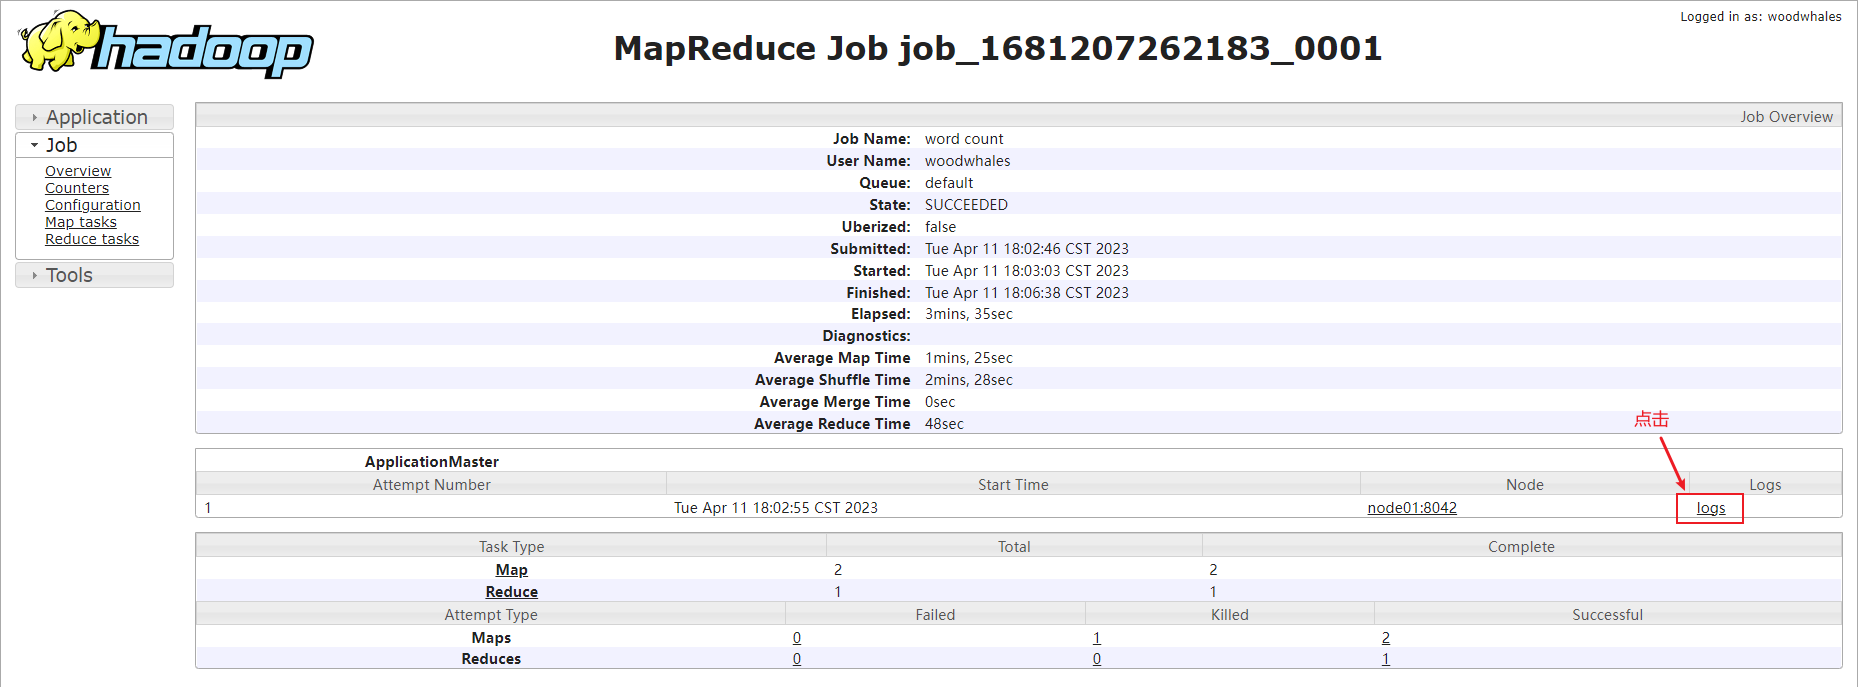 Logged in as: woodwhales
hadoop
MapReduce Job job_1681207262183_0001
Application
Job
Overview
Counters
Configuration
Map tasks
Reduce tasks
Tools
Job Overview
Job Name: word count
User Name: woodwhales
Queue: default
State: SUCCEEDED
Uberized: false
Submitted: Tue Apr 11 18:02:46 CST 2023
Started: Tue Apr 11 18:03:03 CST 2023
Finished: Tue Apr 11 18:06:38 CST 2023
Elapsed: 3mins, 35sec
Diagnostics:
Average Map Time 1mins, 25sec
Average Shuffle Time 2mins, 28sec
Average Merge Time 0sec
Average Reduce Time 48sec
点击
ApplicationMaster
Attempt Number Start Time Node Logs
1 Tue Apr 11 18:02:55 CST 2023 node01:8042 logs
Task Type Total Complete
Map 2 2
Reduce 1 1
Attempt Type Failed Killed Successful
Maps 0 1 2
Reduces 0 0 1